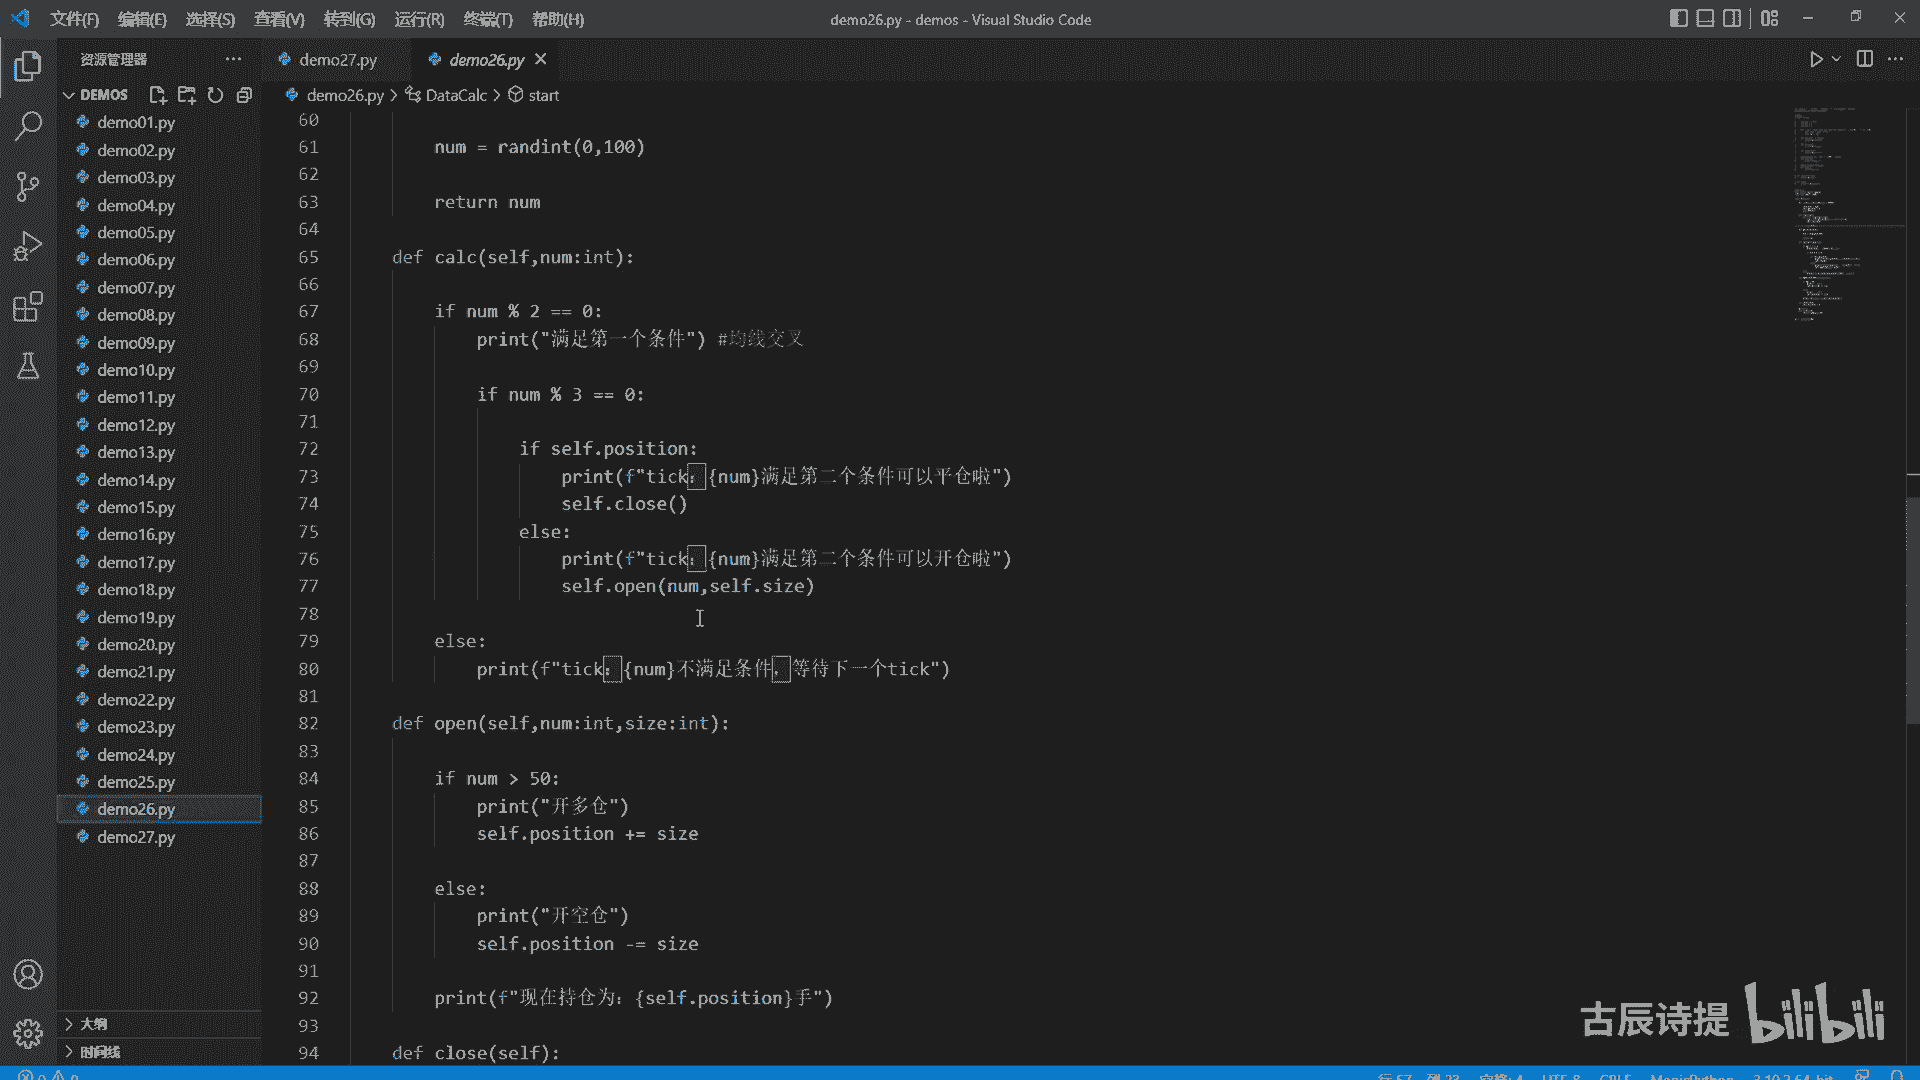 文件(F) 编辑(E) 选择(S) 查看(V) 转到(G) 运行(R) 终端(T) 帮助(H)
demo26.py - demos - Visual Studio Code
资源管理器
demo27.py
demo26.py
DEMOS
demo26.py > DataCalc > start
demo01.py
demo02.py
demo03.py
demo04.py
demo05.py
demo06.py
demo07.py
demo08.py
demo09.py
demo10.py
demo11.py
demo12.py
demo13.py
demo14.py
demo15.py
demo16.py
demo17.py
demo18.py
demo19.py
demo20.py
demo21.py
demo22.py
demo23.py
demo24.py
demo25.py
demo26.py
demo27.py
大纲
时间线
60
61 num = randint(0,100)
62
63 return num
64
65 def calc(self,num:int):
66
67 if num % 2 == 0:
68 print("满足第一个条件") #均线交叉
69
70 if num % 3 == 0:
71
72 if self.position:
73 print(f"tick：{num}满足第二个条件可以平仓啦")
74 self.close()
75 else:
76 print(f"tick：{num}满足第二个条件可以开仓啦")
77 self.open(num,self.size)
78
79 else:
80 print(f"tick：{num}不满足条件，等待下一个tick")
81
82 def open(self,num:int,size:int):
83
84 if num > 50:
85 print("开多仓")
86 self.position += size
87
88 else:
89 print("开空仓")
90 self.position -= size
91
92 print(f"现在持仓为：{self.position}手")
93
94 def close(self):
古辰诗提 bilibili